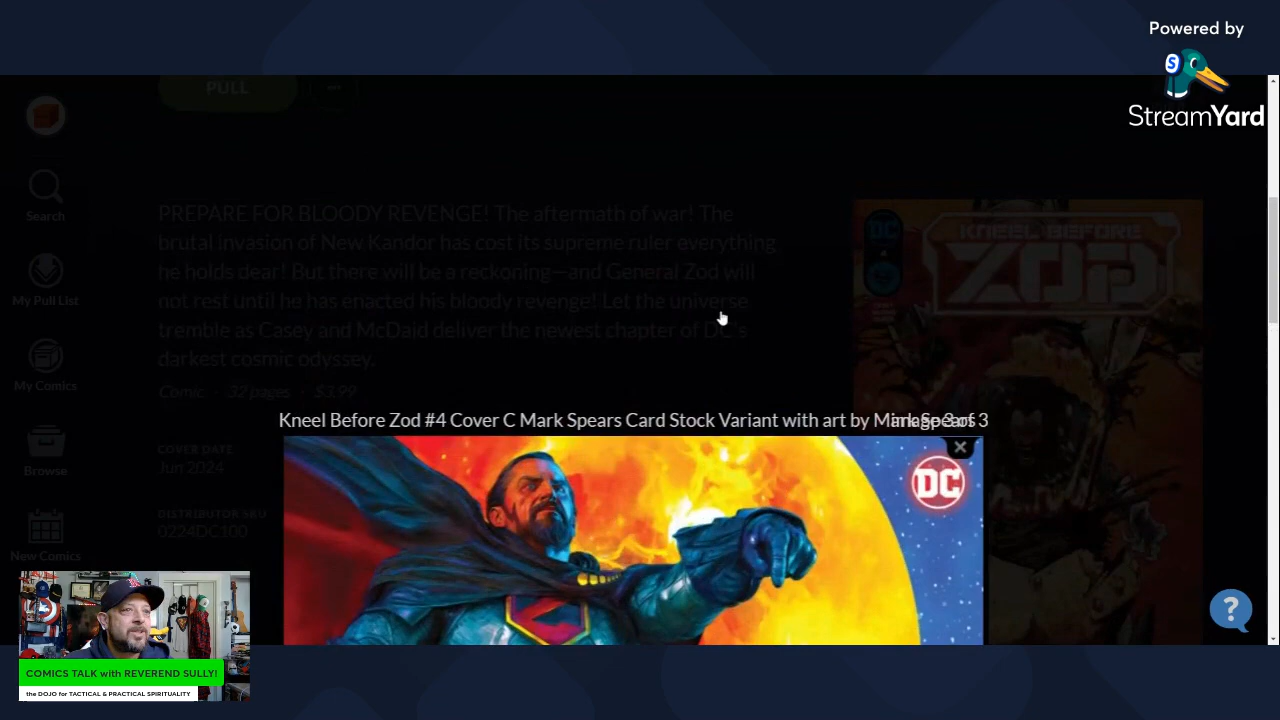 Powered by
StreamYard
PULL
Search
My Pull List
My Comics
Browse
New Comics
PREPARE FOR BLOODY REVENGE! The aftermath of war! The
brutal invasion of New Kandor has cost its supreme ruler everything
he holds dear! But there will be a reckoning—and General Zod will
not rest until he has enacted his bloody revenge! Let the universe
tremble as Casey and McDaid deliver the newest chapter of DC's
darkest cosmic odyssey.
Comic 32 pages · $3.99
COVER DATE
Jun 2024
DISTRIBUTOR SKU
0224DC100
DC
KNEEL BEFORE
ZOD
Kneel Before Zod #4 Cover C Mark Spears Card Stock Variant with art by Mark Spears
image 3 of 3
DC
?
COMICS TALK with REVEREND SULLY!
the DOJO for TACTICAL & PRACTICAL SPIRITUALITY